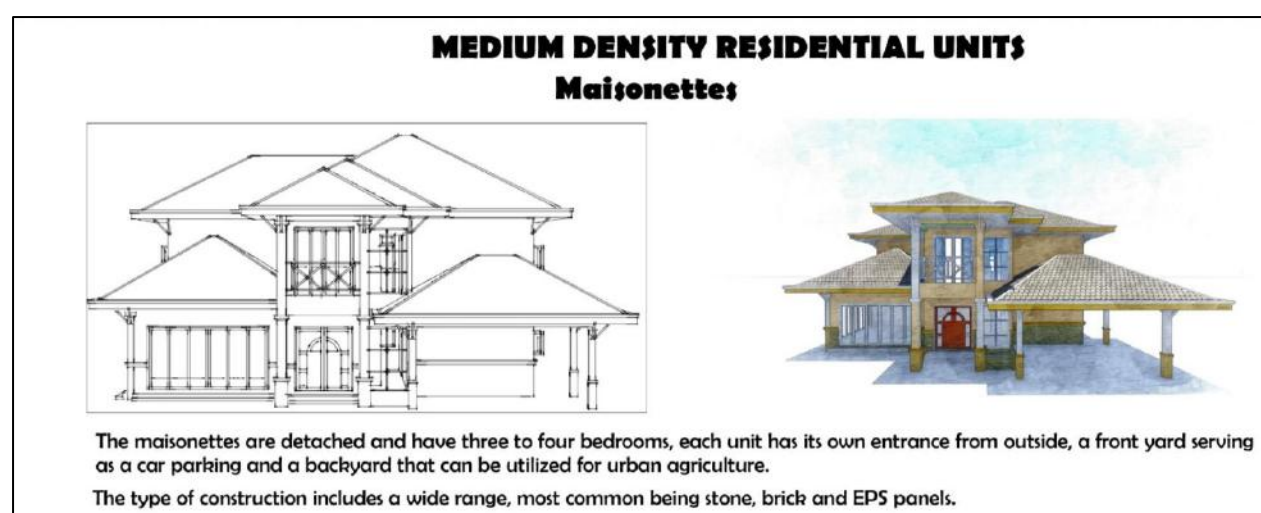 MEDIUM DENSITY RESIDENTIAL UNITS
Maisonettes
The maisonettes are detached and have three to four bedrooms, each unit has its own entrance from outside, a front yard serving
as a car parking and a backyard that can be utilized for urban agriculture.
The type of construction includes a wide range, most common being stone, brick and EPS panels.